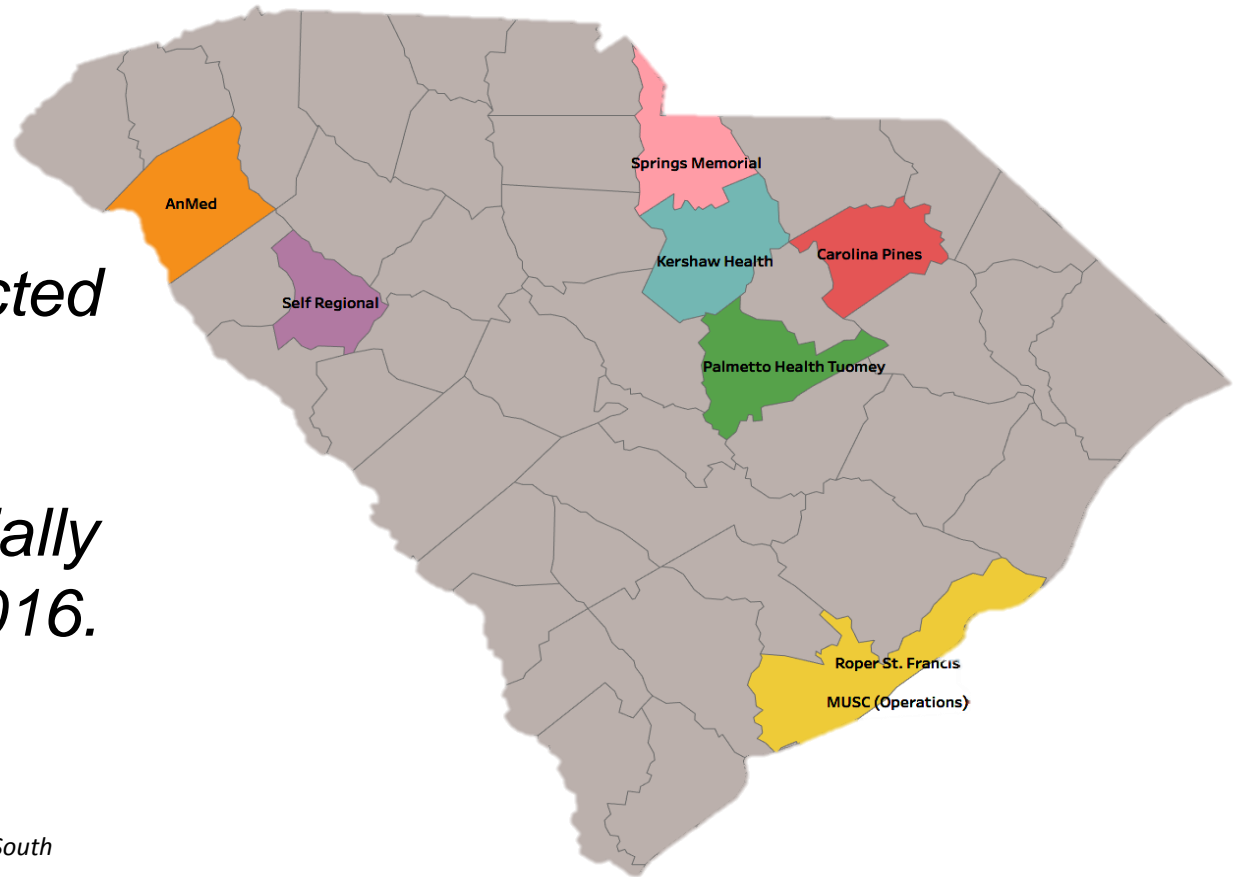 Springs Memorial
AnMed
Kershaw Health
Carolina Pines
Self Regional
cted
Palmetto Health Tuomey
ally
016.
Roper St. Francis
MUSC (Operations)
South